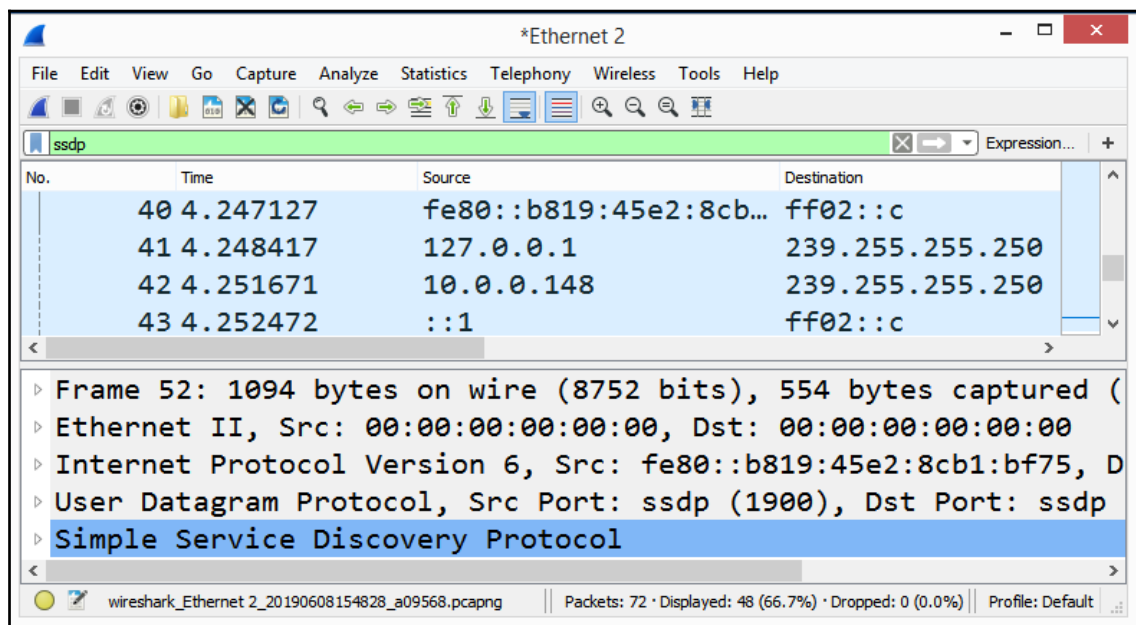 *Ethernet 2
File Edit View Go Capture Analyze Statistics Telephony Wireless Tools Help
ssdp Expression... +
No. Time Source Destination
40 4.247127 fe80::b819:45e2:8cb… ff02::c
41 4.248417 127.0.0.1 239.255.255.250
42 4.251671 10.0.0.148 239.255.255.250
43 4.252472 ::1 ff02::c
Frame 52: 1094 bytes on wire (8752 bits), 554 bytes captured (
Ethernet II, Src: 00:00:00:00:00:00, Dst: 00:00:00:00:00:00
Internet Protocol Version 6, Src: fe80::b819:45e2:8cb1:bf75, D
User Datagram Protocol, Src Port: ssdp (1900), Dst Port: ssdp
Simple Service Discovery Protocol
wireshark_Ethernet 2_20190608154828_a09568.pcapng Packets: 72 · Displayed: 48 (66.7%) · Dropped: 0 (0.0%) Profile: Default